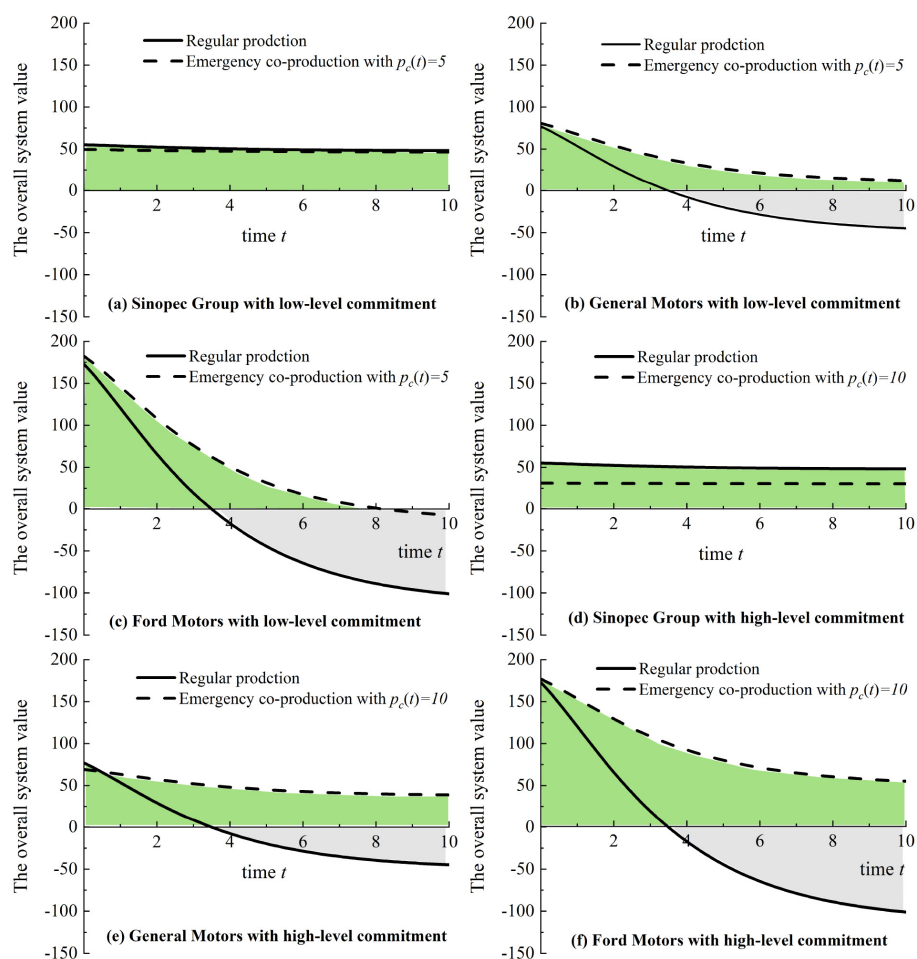 The overall system value
200
150
100
50
0
-50
-100
-150
2
4
6
8
10
time t
Regular prodction
Emergency co-production with p_c(t)=5
(a) Sinopec Group with low-level commitment
The overall system value
200
150
100
50
0
-50
-100
-150
2
4
6
8
10
time t
Regular prodction
Emergency co-production with p_c(t)=5
(b) General Motors with low-level commitment
The overall system value
200
150
100
50
0
-50
-100
-150
2
4
6
8
10
time t
Regular prodction
Emergency co-production with p_c(t)=5
(c) Ford Motors with low-level commitment
The overall system value
200
150
100
50
0
-50
-100
-150
2
4
6
8
10
time t
Regular prodction
Emergency co-production with p_c(t)=10
(d) Sinopec Group with high-level commitment
The overall system value
200
150
100
50
0
-50
-100
-150
2
4
6
8
10
time t
Regular prodction
Emergency co-production with p_c(t)=10
(e) General Motors with high-level commitment
The overall system value
200
150
100
50
0
-50
-100
-150
2
4
6
8
10
time t
Regular prodction
Emergency co-production with p_c(t)=10
(f) Ford Motors with high-level commitment